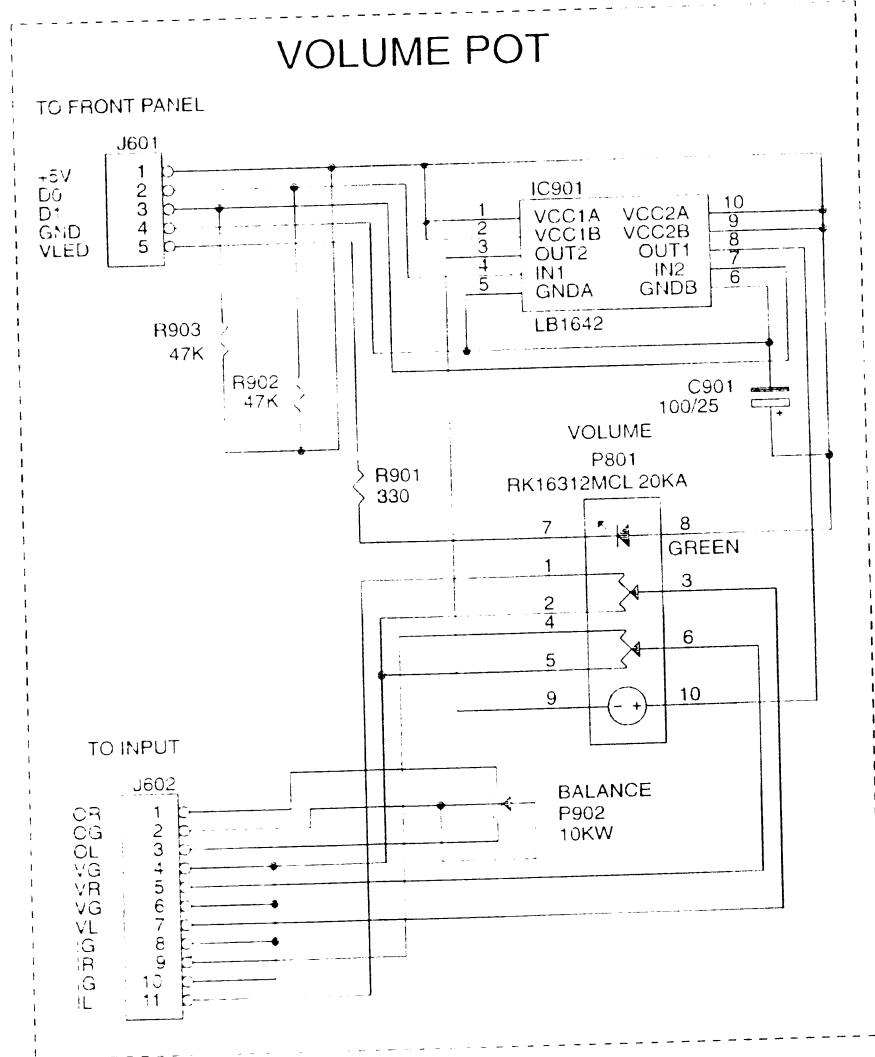 VOLUME POT
TO FRONT PANEL
J601
+5V 1
D0 2
D1 3
GND 4
VLED 5
IC901
1 VCC1A VCC2A 10
2 VCC1B VCC2B 9
3 OUT2 OUT1 8
4 IN1 IN2 7
5 GNDA GNDB 6
LB1642
R903
47K
R902
47K
C901
100/25
+
R901
330
VOLUME
P801
RK16312MCL 20KA
7 8
GREEN
1
3
2
4
6
5
9 - + 10
TO INPUT
J602
OR 1
OG 2
OL 3
VG 4
VR 5
VG 6
VL 7
IG 8
IR 9
IG 10
IL 11
BALANCE
P902
10KW